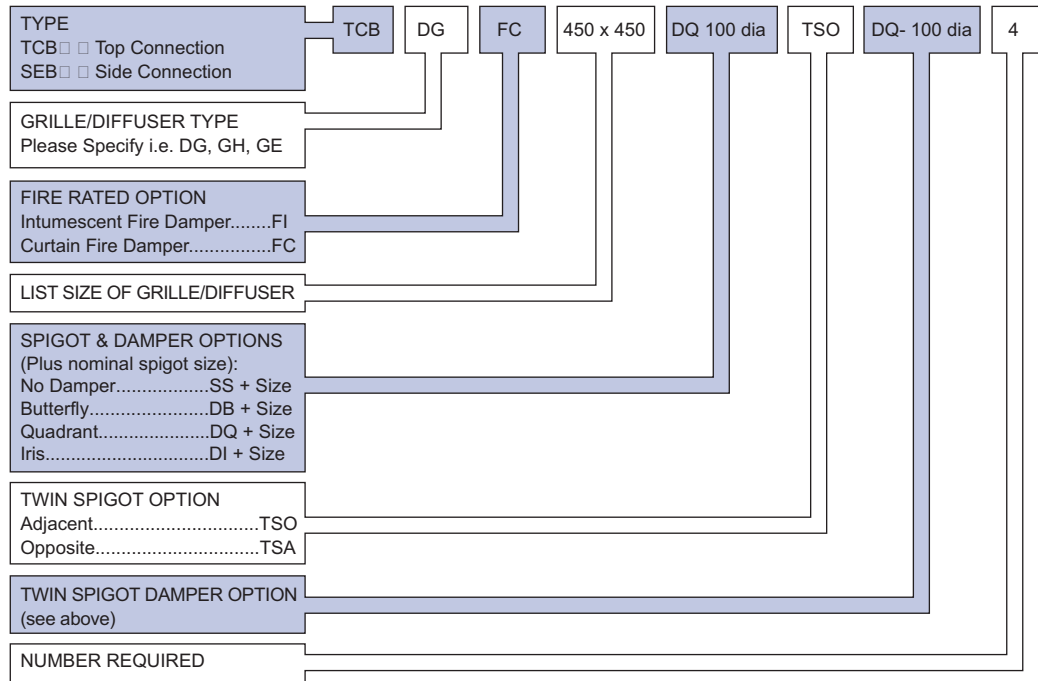 TYPE
TCB□ □ Top Connection
SEB□ □ Side Connection
TCB DG FC 450 x 450 DQ 100 dia TSO DQ- 100 dia 4
GRILLE/DIFFUSER TYPE
Please Specify i.e. DG, GH, GE
FIRE RATED OPTION
Intumescent Fire Damper........FI
Curtain Fire Damper................FC
LIST SIZE OF GRILLE/DIFFUSER
SPIGOT & DAMPER OPTIONS
(Plus nominal spigot size):
No Damper..................SS + Size
Butterfly.......................DB + Size
Quadrant......................DQ + Size
Iris................................DI + Size
TWIN SPIGOT OPTION
Adjacent................................TSO
Opposite................................TSA
TWIN SPIGOT DAMPER OPTION
(see above)
NUMBER REQUIRED